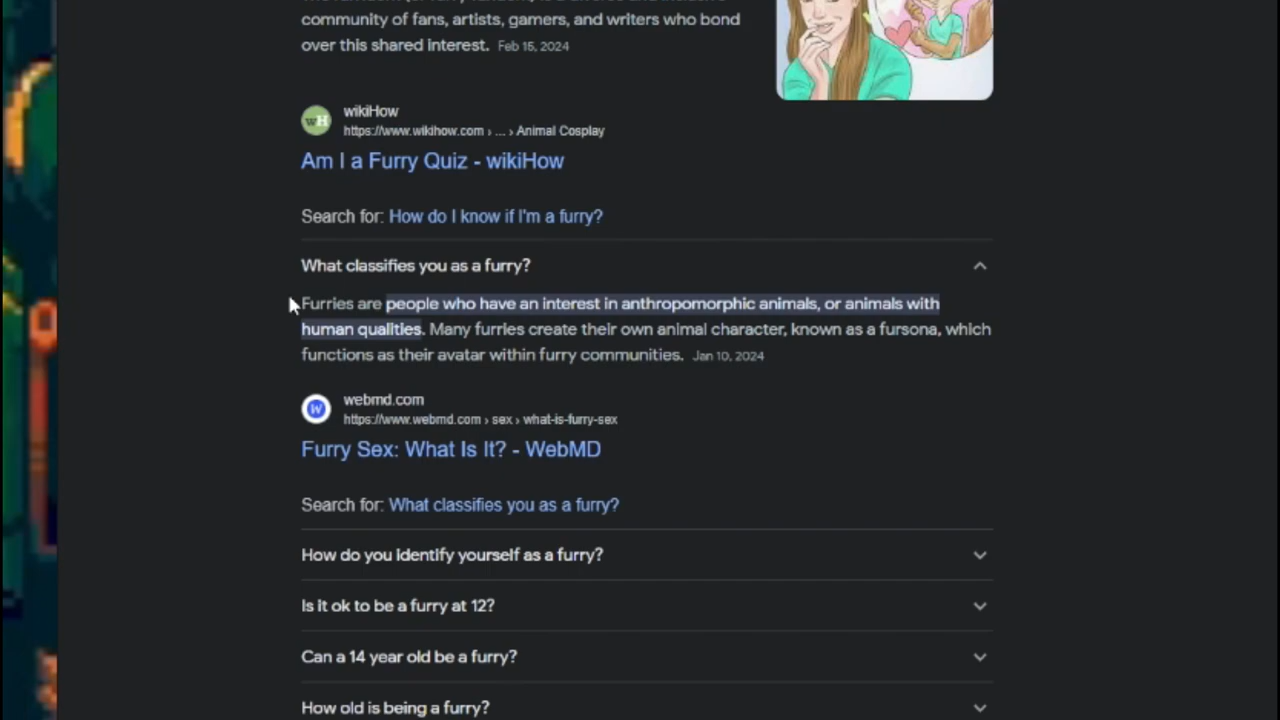 community of fans, artists, gamers, and writers who bond
over this shared interest. Feb 15, 2024
wikiHow
https://www.wikihow.com › ... › Animal Cosplay
Am I a Furry Quiz - wikiHow
Search for: How do I know if I'm a furry?
What classifies you as a furry?
Furries are people who have an interest in anthropomorphic animals, or animals with
human qualities. Many furries create their own animal character, known as a fursona, which
functions as their avatar within furry communities. Jan 10, 2024
webmd.com
https://www.webmd.com › sex › what-is-furry-sex
Furry Sex: What Is It? - WebMD
Search for: What classifies you as a furry?
How do you identify yourself as a furry?
Is it ok to be a furry at 12?
Can a 14 year old be a furry?
How old is being a furry?